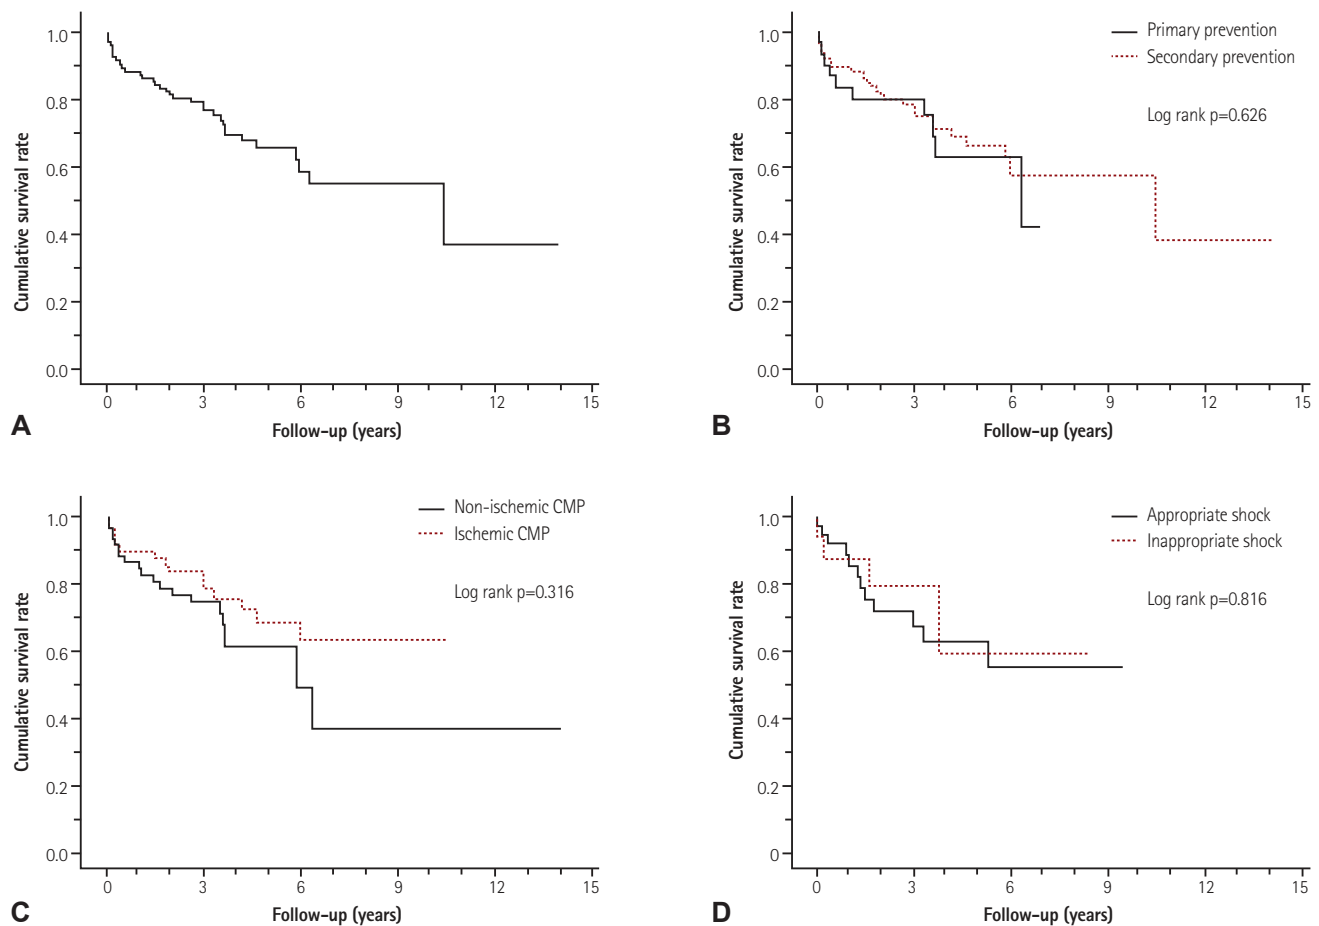 1.0
0.8
0.6
0.4
0.2
0.0
Cumulative survival rate
0 3 6 9 12 15
Follow-up (years)
A
1.0
0.8
0.6
0.4
0.2
0.0
Cumulative survival rate
Primary prevention
Secondary prevention
Log rank p=0.626
0 3 6 9 12 15
Follow-up (years)
B
1.0
0.8
0.6
0.4
0.2
0.0
Cumulative survival rate
Non-ischemic CMP
Ischemic CMP
Log rank p=0.316
0 3 6 9 12 15
Follow-up (years)
C
1.0
0.8
0.6
0.4
0.2
0
Cumulative survival rate
Appropriate shock
Inappropriate shock
Log rank p=0.816
0 3 6 9 12 15
Follow-up (years)
D